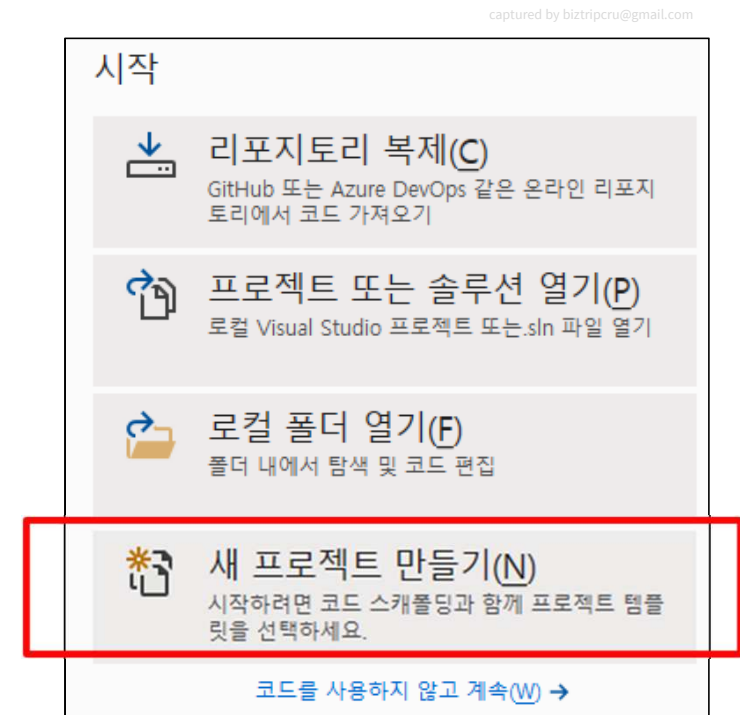 captured by biztripcru@gmail.com
시작
리포지토리 복제(C)
GitHub 또는 Azure DevOps 같은 온라인 리포지
토리에서 코드 가져오기
프로젝트 또는 솔루션 열기(P)
로컬 Visual Studio 프로젝트 또는.sln 파일 열기
로컬 폴더 열기(F)
폴더 내에서 탐색 및 코드 편집
새 프로젝트 만들기(N)
시작하려면 코드 스캐폴딩과 함께 프로젝트 템플
릿을 선택하세요.
코드를 사용하지 않고 계속(W) →